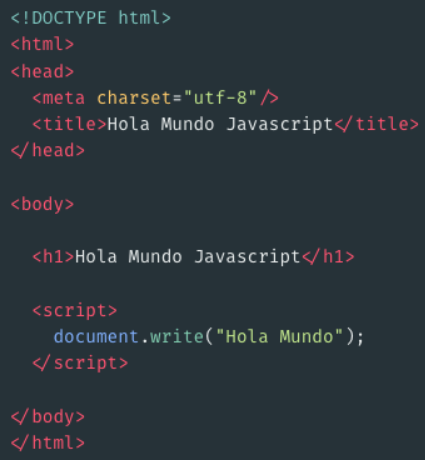 <!DOCTYPE html>
<html>
<head>
  <meta charset="utf-8"/>
  <title>Hola Mundo Javascript</title>
</head>

<body>

  <h1>Hola Mundo Javascript</h1>

  <script>
    document.write("Hola Mundo");
  </script>

</body>
</html>